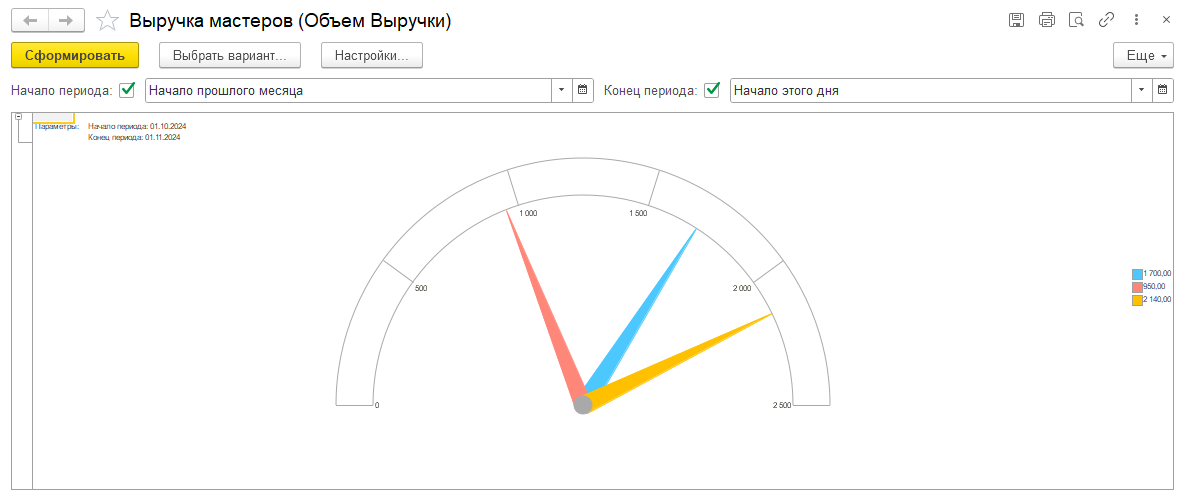 Выручка мастеров (Объем Выручки)
Сформировать
Выбрать вариант...
Настройки...
Еще
Начало периода:
Начало прошлого месяца
Конец периода:
Начало этого дня
Параметры:
Начало периода: 01.10.2024
Конец периода: 01.11.2024
1 000
1 500
500
2 000
0
2 500
1 700,00
950,00
2 140,00